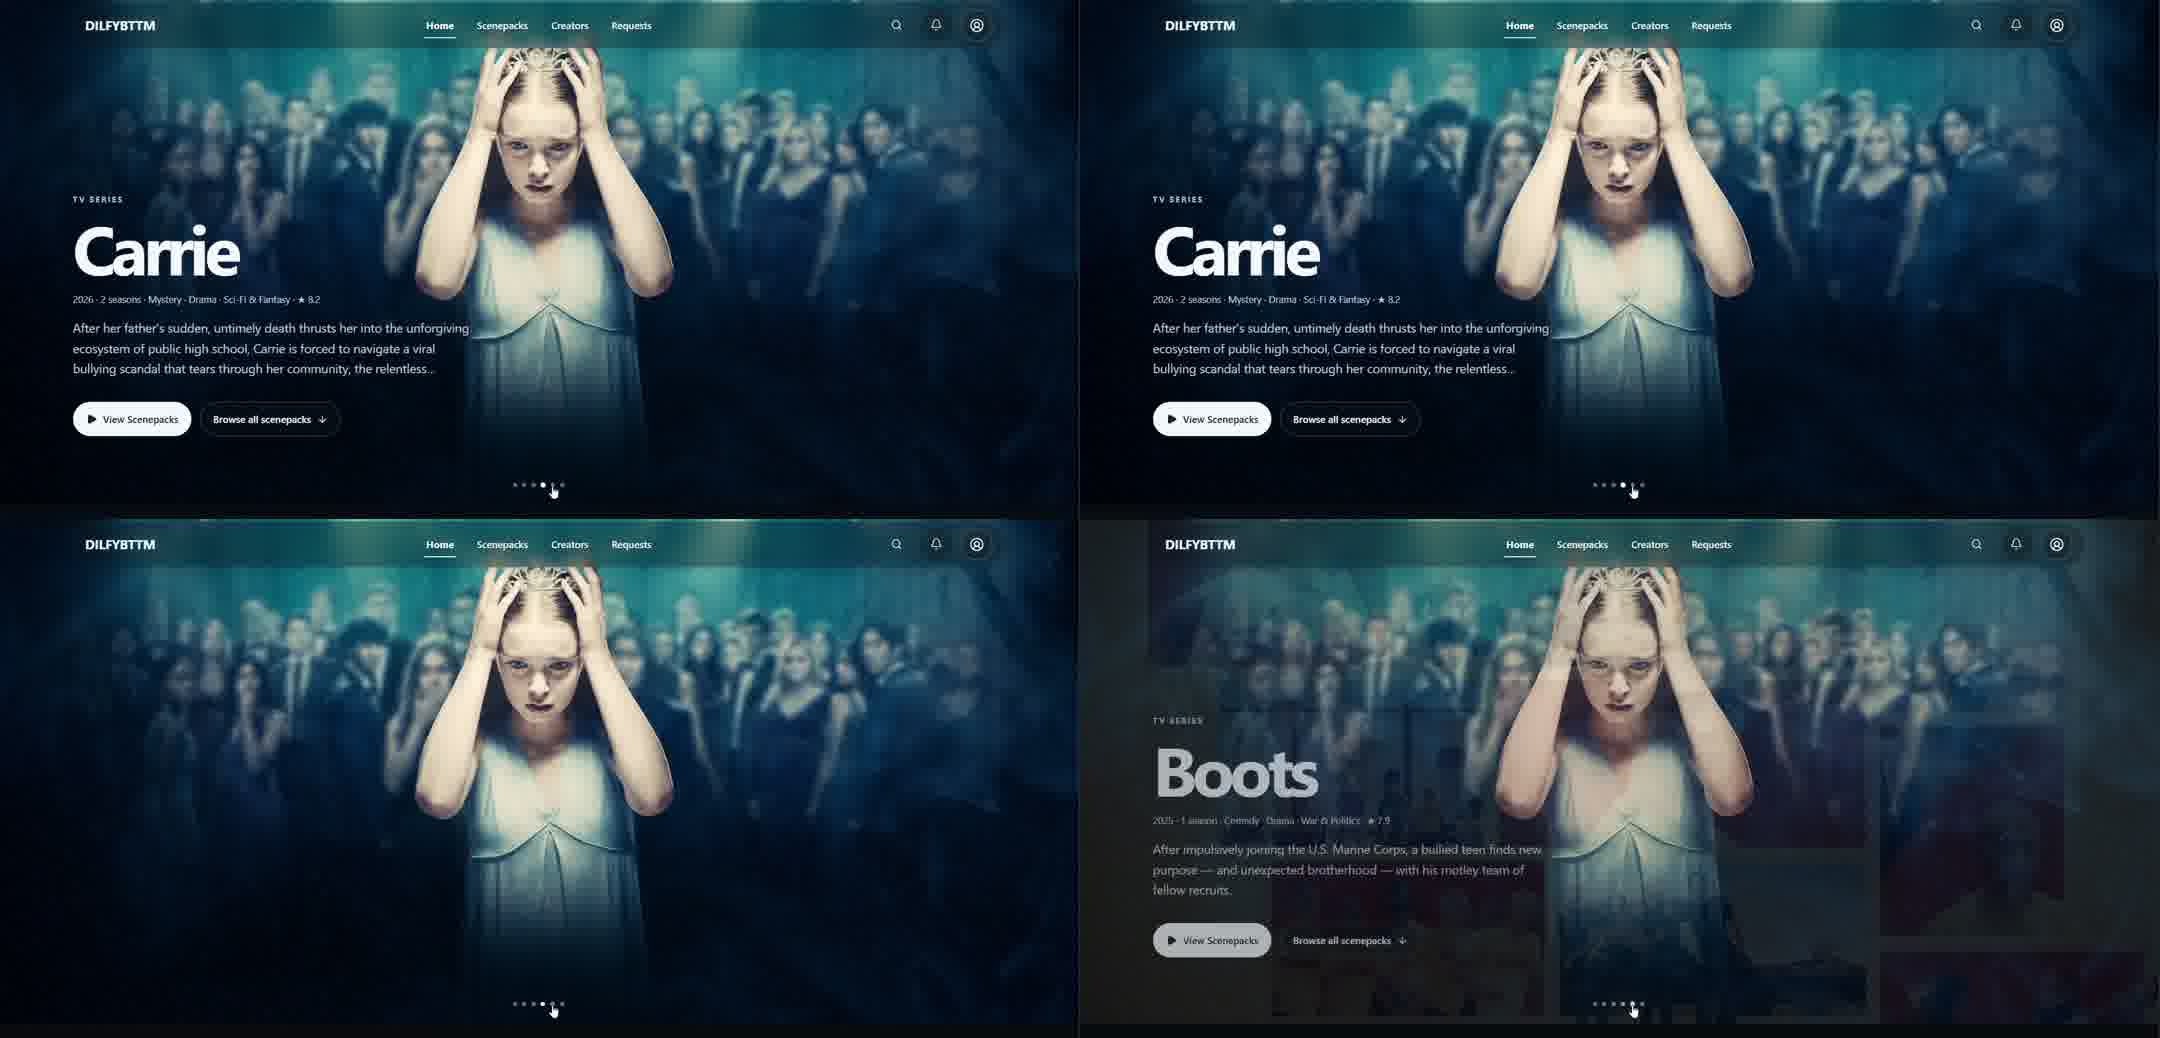 DILFYBTTM
Home Scenepacks Creators Requests
TV SERIES
Carrie
2026 · 2 seasons · Mystery · Drama · Sci-Fi & Fantasy · ★ 8.2
After her father's sudden, untimely death thrusts her into the unforgiving
ecosystem of public high school, Carrie is forced to navigate a viral
bullying scandal that tears through her community, the relentless...
View Scenepacks Browse all scenepacks ↓
DILFYBTTM
Home Scenepacks Creators Requests
TV SERIES
Carrie
2026 · 2 seasons · Mystery · Drama · Sci-Fi & Fantasy · ★ 8.2
After her father's sudden, untimely death thrusts her into the unforgiving
ecosystem of public high school, Carrie is forced to navigate a viral
bullying scandal that tears through her community, the relentless...
View Scenepacks Browse all scenepacks ↓
DILFYBTTM
Home Scenepacks Creators Requests
DILFYBTTM
Home Scenepacks Creators Requests
TV SERIES
Boots
2025 · 1 season · Comedy · Drama · War & Politics · ★ 7.9
After impulsively joining the U.S. Marine Corps, a bullied teen finds new
purpose — and unexpected brotherhood — with his motley team of
fellow recruits.
View Scenepacks Browse all scenepacks ↓